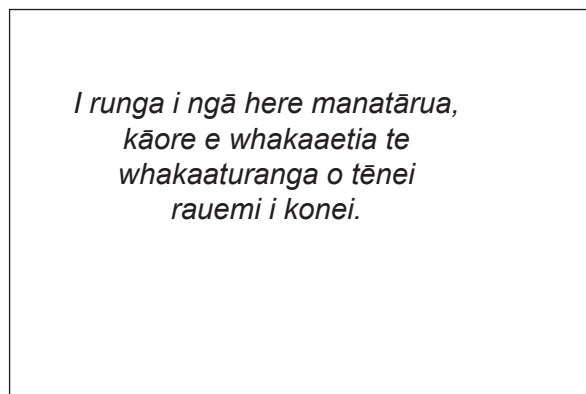 I runga i ngā here manatārua,
kāore e whakaaetia te
whakaaturanga o tēnei
rauemi i konei.